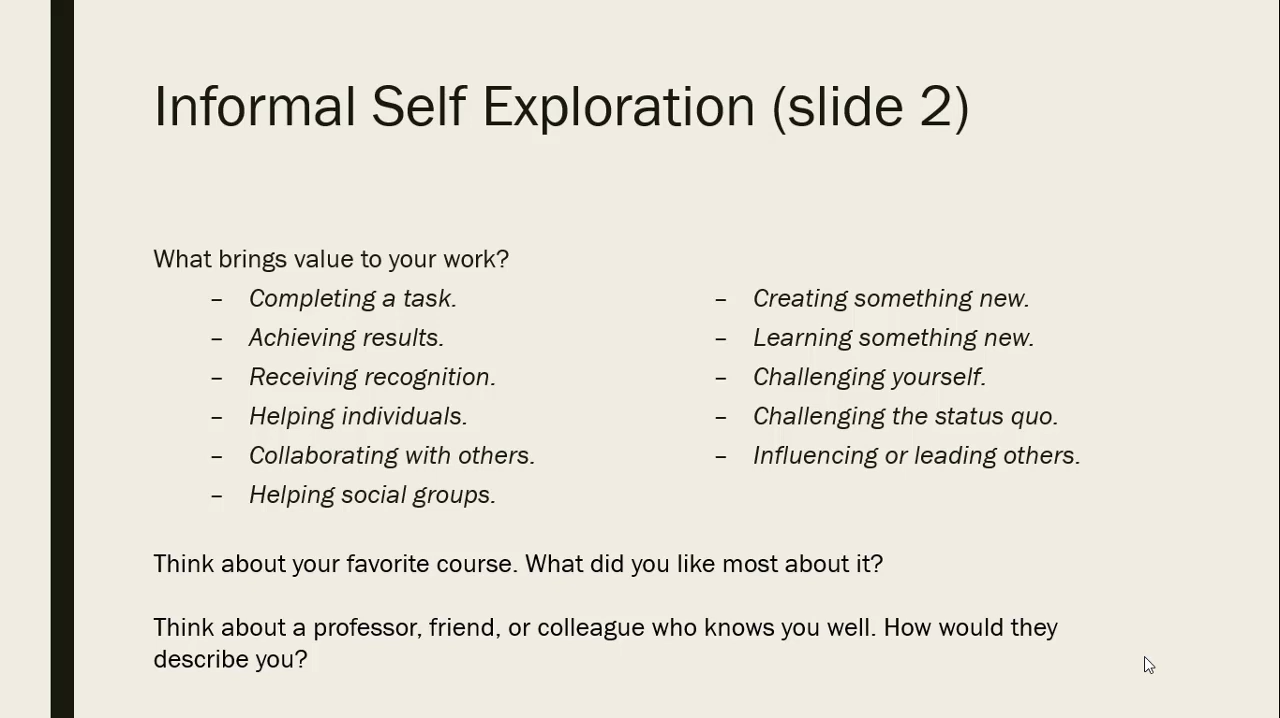 Informal Self Exploration (slide 2)
What brings value to your work?
– Completing a task.
– Achieving results.
– Receiving recognition.
– Helping individuals.
– Collaborating with others.
– Helping social groups.
– Creating something new.
– Learning something new.
– Challenging yourself.
– Challenging the status quo.
– Influencing or leading others.
Think about your favorite course. What did you like most about it?
Think about a professor, friend, or colleague who knows you well. How would they
describe you?